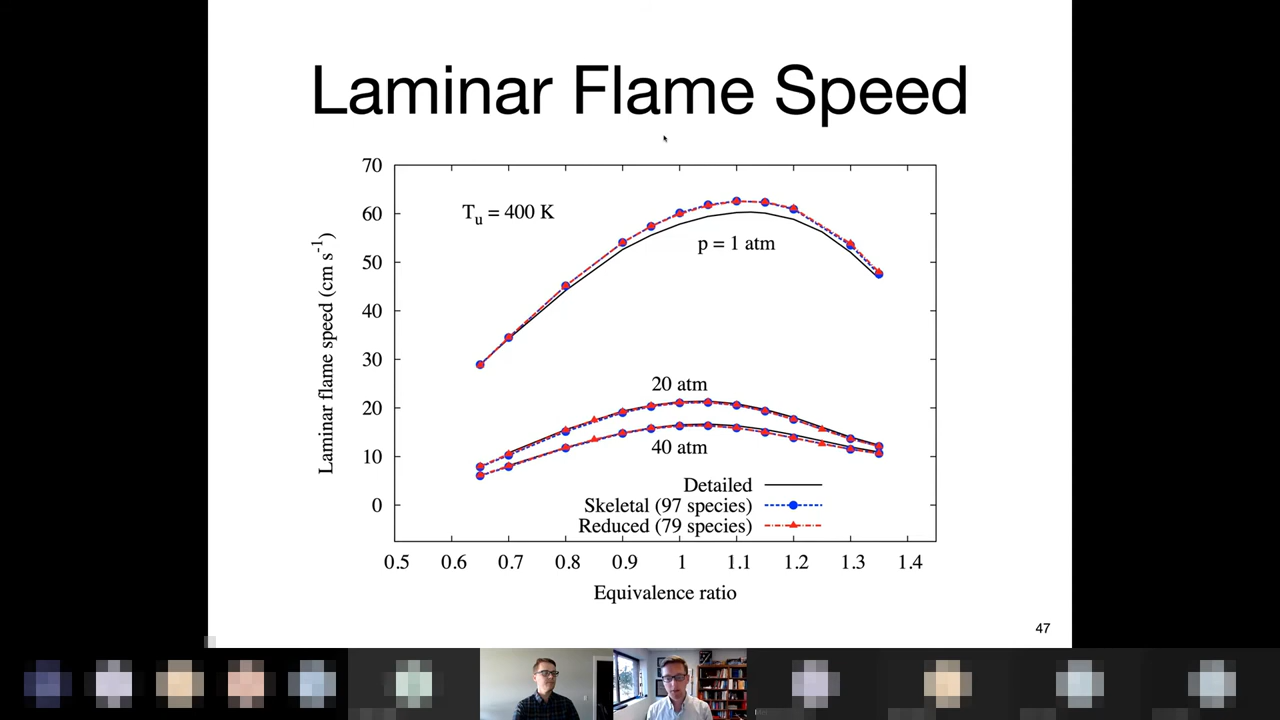 Laminar Flame Speed
70
60
50
40
30
20
10
0
Laminar flame speed (cm s-1)
Tu = 400 K
p = 1 atm
20 atm
40 atm
Detailed
Skeletal (97 species)
Reduced (79 species)
0.5 0.6 0.7 0.8 0.9 1 1.1 1.2 1.3 1.4
Equivalence ratio
47